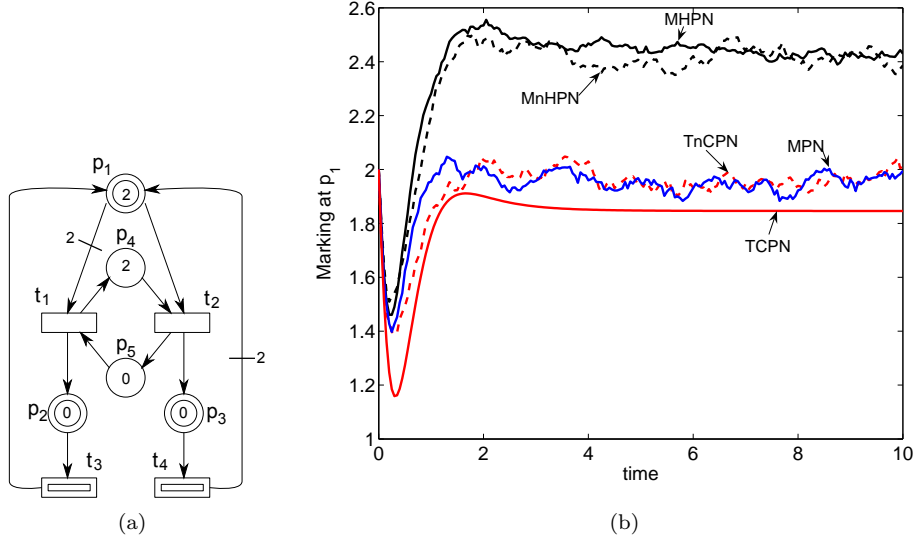 p1
2
2
p4
2
t1
t2
p5
0
2
p2
0
0
p3
t3
t4
(a)
2.6
2.4
2.2
2
1.8
1.6
1.4
1.2
1
0
2
4
6
8
10
Marking at p1
time
MHPN
MnHPN
TnCPN
MPN
TCPN
(b)